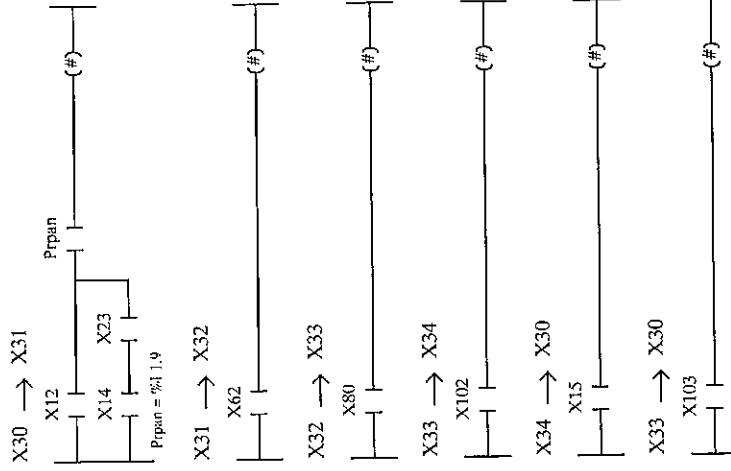 X30 → X31
X12
Prpan
(#)
X14
X23
Prpan = %I 1.9
X31 → X32
X62
(#)
X32 → X33
X80
(#)
X33 → X34
X102
(#)
X34 → X30
X15
(#)
X33 → X30
X103
(#)